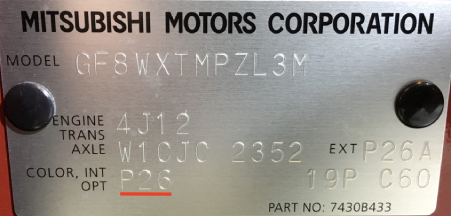 MITSUBISHI MOTORS CORPORATION
MODEL GF8WXTMPZL3M
ENGINE 4J12
TRANS
AXLE W1CJC 2352 EXT P26A
COLOR, INT P26 19P C60
OPT
PART NO: 7430B433